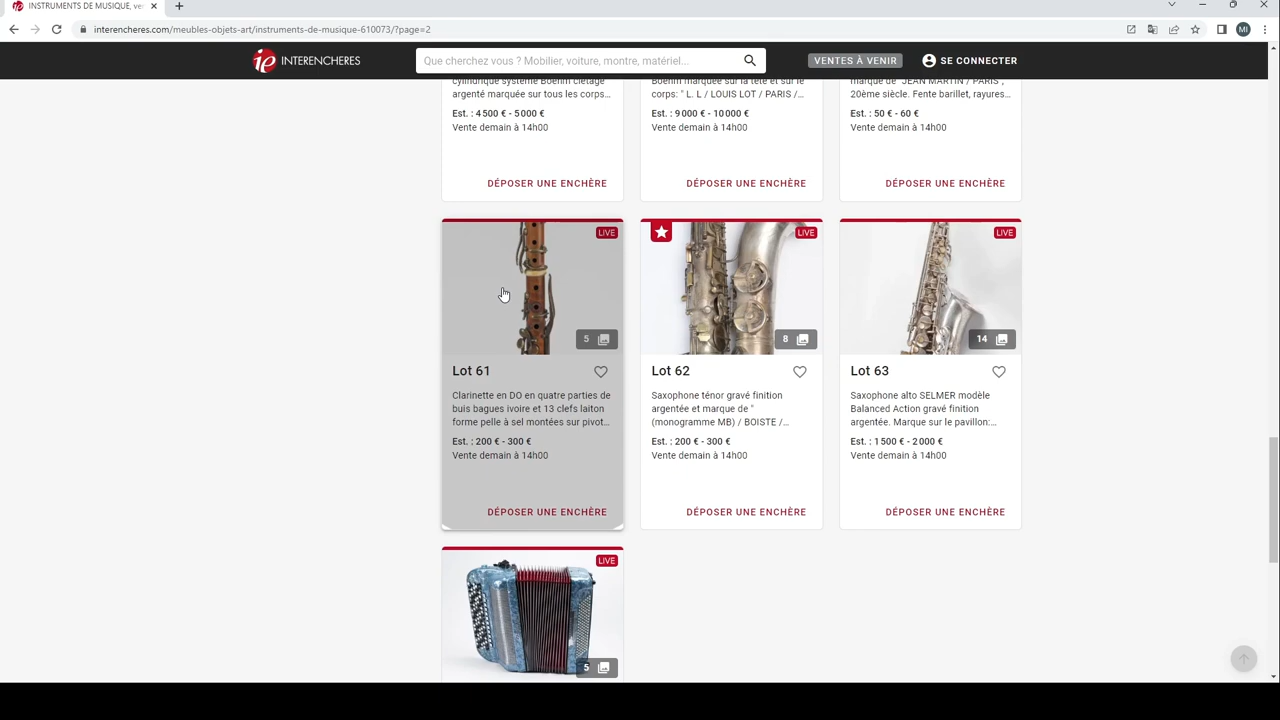 INSTRUMENTS DE MUSIQUE, ve
MI
interencheres.com/meubles-objets-art/instruments-de-musique-610073/?page=2
ie INTERENCHERES
Que cherchez vous ? Mobilier, voiture, montre, matériel...
VENTES À VENIR
SE CONNECTER
cylindrique système Boehm cletage
argenté marquée sur tous les corps...
Est. : 4 500 € - 5 000 €
Vente demain à 14h00
DÉPOSER UNE ENCHÈRE
Boehm marquée sur la tête et sur le
corps: " L. L / LOUIS LOT / PARIS /...
Est. : 9 000 € - 10 000 €
Vente demain à 14h00
DÉPOSER UNE ENCHÈRE
marque de "JEAN MARTIN / PARIS",
20ème siècle. Fente barillet, rayures...
Est. : 50 € - 60 €
Vente demain à 14h00
DÉPOSER UNE ENCHÈRE
LIVE
5
Lot 61
Clarinette en DO en quatre parties de
buis bagues ivoire et 13 clefs laiton
forme pelle à sel montées sur pivot...
Est. : 200 € - 300 €
Vente demain à 14h00
DÉPOSER UNE ENCHÈRE
LIVE
8
Lot 62
Saxophone ténor gravé finition
argentée et marque de "
(monogramme MB) / BOISTE /...
Est. : 200 € - 300 €
Vente demain à 14h00
DÉPOSER UNE ENCHÈRE
LIVE
14
Lot 63
Saxophone alto SELMER modèle
Balanced Action gravé finition
argentée. Marque sur le pavillon:...
Est. : 1 500 € - 2 000 €
Vente demain à 14h00
DÉPOSER UNE ENCHÈRE
LIVE
5